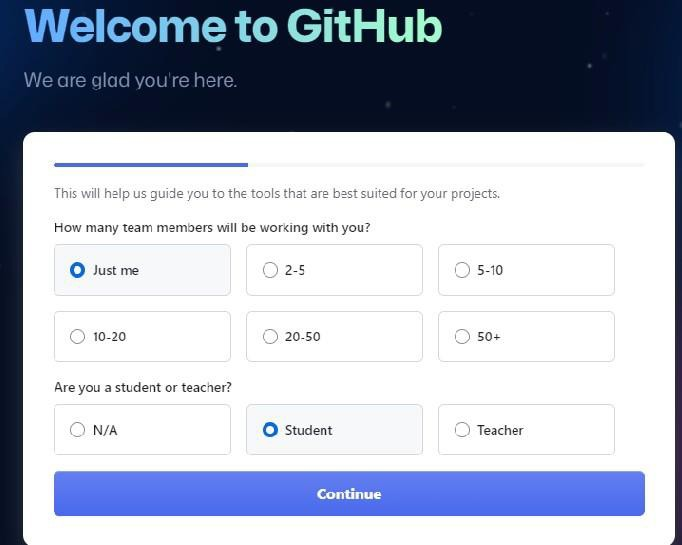 Welcome to GitHub
We are glad you're here.
This will help us guide you to the tools that are best suited for your projects.
How many team members will be working with you?
Just me
2-5
5-10
10-20
20-50
50+
Are you a student or teacher?
N/A
Student
Teacher
Continue